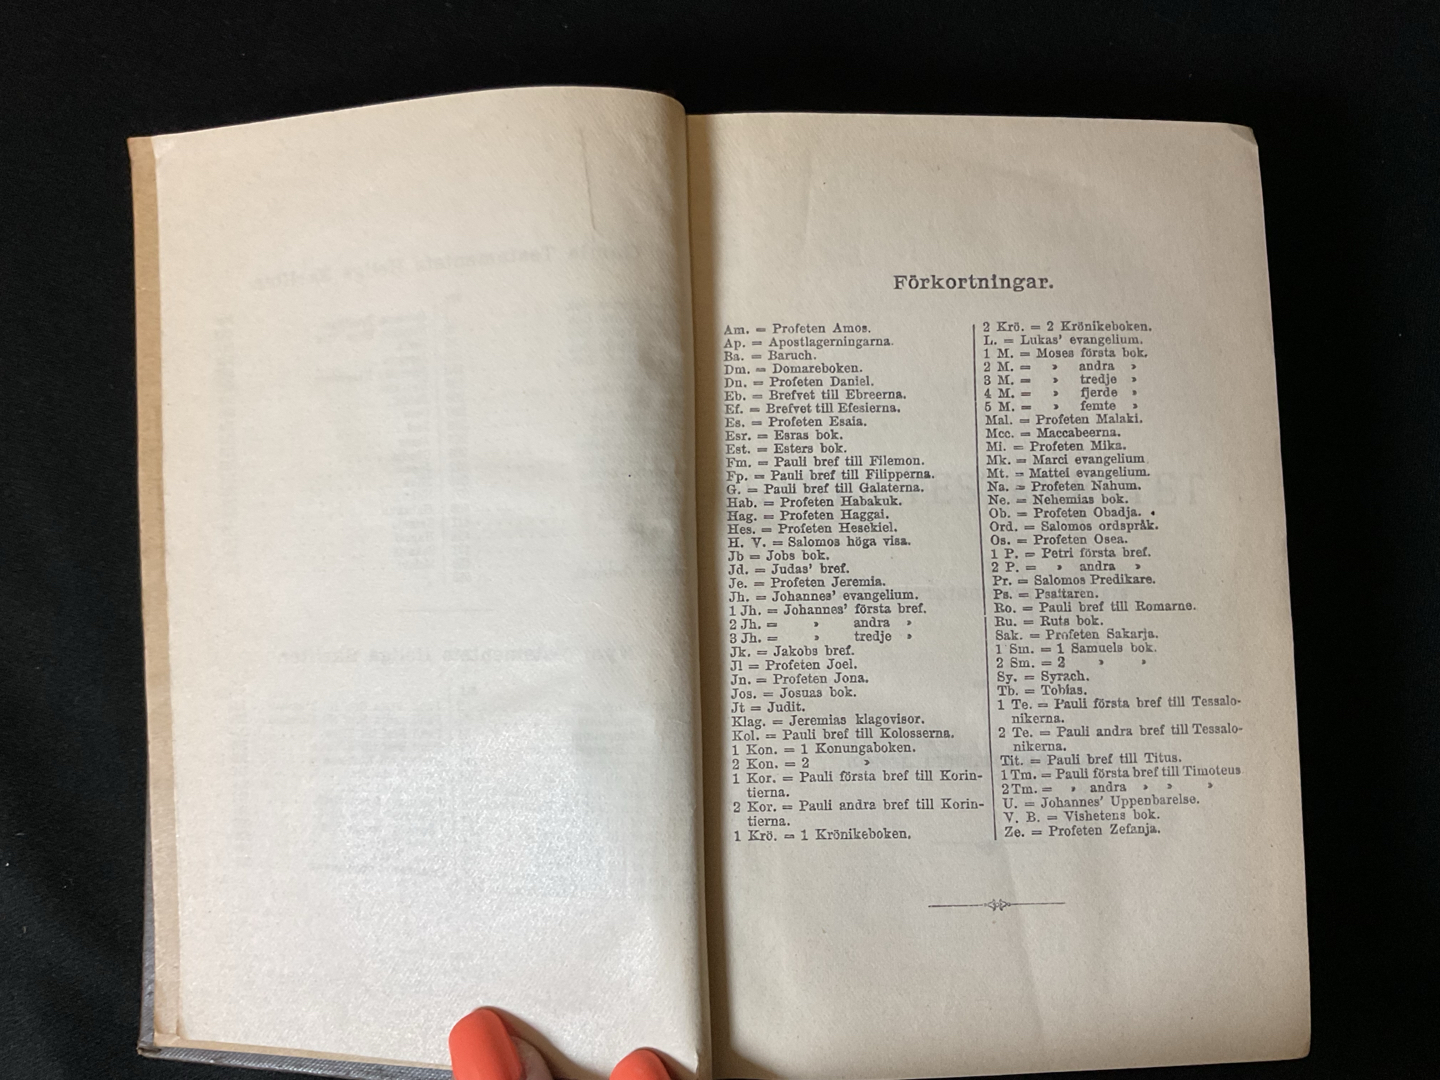 Förkortningar.
Am. = Profeten Amos.
Ap. = Apostlagerningarna.
Ba. = Baruch.
Dm. = Domareboken.
Dn. = Profeten Daniel.
Eb. = Brefvet till Ebreerna.
Ef. = Brefvet till Efesierna.
Es. = Profeten Esaia.
Esr. = Esras bok.
Est. = Esters bok.
Fm. = Pauli bref till Filemon.
Fp. = Pauli bref till Filipperna.
G. = Pauli bref till Galaterna.
Hab. = Profeten Habakuk.
Hag. = Profeten Haggai.
Hes. = Profeten Hesekiel.
H. V. = Salomos höga visa.
Jb = Jobs bok.
Jd. = Judas' bref.
Je. = Profeten Jeremia.
Jh. = Johannes' evangelium.
1 Jh. = Johannes' första bref.
2 Jh. = » andra »
3 Jh. = » tredje »
Jk. = Jakobs bref.
Jl = Profeten Joel.
Jn. = Profeten Jona.
Jos. = Josuas bok.
Jt = Judit.
Klag. = Jeremias klagovisor.
Kol. = Pauli bref till Kolosserna.
1 Kon. = 1 Konungaboken.
2 Kon. = 2 »
1 Kor. = Pauli första bref till Korin-
tierna.
2 Kor. = Pauli andra bref till Korin-
tierna.
1 Krö. = 1 Krönikeboken.
2 Krö. = 2 Krönikeboken.
L. = Lukas' evangelium.
1 M. = Moses första bok.
2 M. = » andra »
3 M. = » tredje »
4 M. = » fjerde »
5 M. = » femte »
Mal. = Profeten Malaki.
Mcc. = Maccabeerna.
Mi. = Profeten Mika.
Mk. = Marci evangelium
Mt. = Mattei evangelium.
Na. = Profeten Nahum.
Ne. = Nehemias bok.
Ob. = Profeten Obadja.
Ord. = Salomos ordspråk.
Os. = Profeten Osea.
1 P. = Petri första bref.
2 P. = » andra »
Pr. = Salomos Predikare.
Ps. = Psaltaren.
Ro. = Pauli bref till Romarne.
Ru. = Ruts bok.
Sak. = Profeten Sakarja.
1 Sm. = 1 Samuels bok.
2 Sm. = 2 » »
Sy. = Syrach.
Tb. = Tobias.
1 Te. = Pauli första bref till Tessalo-
nikerna.
2 Te. = Pauli andra bref till Tessalo-
nikerna.
Tit. = Pauli bref till Titus.
1 Tm. = Pauli första bref till Timoteus
2 Tm. = » andra » » »
U. = Johannes' Uppenbarelse.
V. B. = Vishetens bok.
Ze. = Profeten Zefanja.